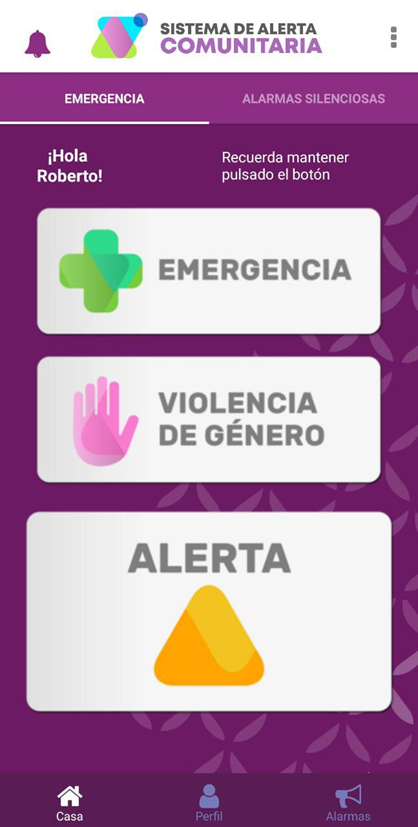 SISTEMA DE ALERTA
COMUNITARIA
EMERGENCIA
ALARMAS SILENCIOSAS
¡Hola
Roberto!
Recuerda mantener
pulsado el botón
EMERGENCIA
VIOLENCIA
DE GÉNERO
ALERTA
Casa
Perfil
Alarmas